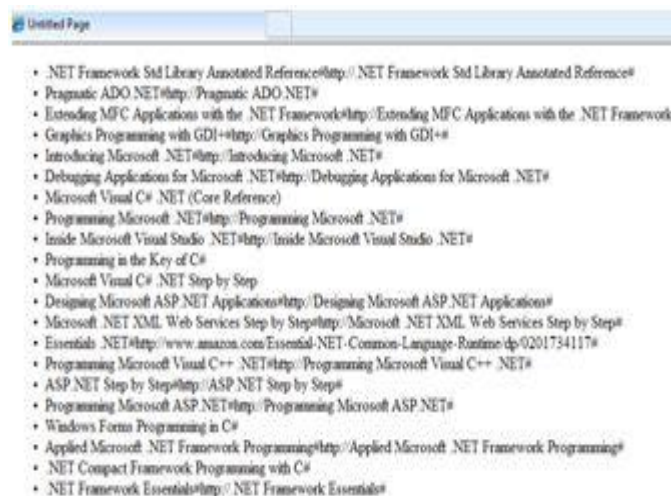 Untitled Page
• .NET Framework Std Library Annotated Reference#http://.NET Framework Std Library Annotated Reference#
• Pragmatic ADO.NET#http://Pragmatic ADO.NET#
• Extending MFC Applications with the .NET Framework#http://Extending MFC Applications with the .NET Framework
• Graphics Programming with GDI+#http://Graphics Programming with GDI+#
• Introducing Microsoft .NET#http://Introducing Microsoft .NET#
• Debugging Applications for Microsoft .NET#http://Debugging Applications for Microsoft .NET#
• Microsoft Visual C# .NET (Core Reference)
• Programming Microsoft .NET#http://Programming Microsoft .NET#
• Inside Microsoft Visual Studio .NET#http://Inside Microsoft Visual Studio .NET#
• Programming in the Key of C#
• Microsoft Visual C# .NET Step by Step
• Designing Microsoft ASP.NET Applications#http://Designing Microsoft ASP.NET Applications#
• Microsoft .NET XML Web Services Step by Step#http://Microsoft .NET XML Web Services Step by Step#
• Essentials .NET#http://www.amazon.com/Essential-NET-Common-Language-Runtime/dp/0201734117#
• Programming Microsoft Visual C++ .NET#http://Programming Microsoft Visual C++ .NET#
• ASP.NET Step by Step#http://ASP.NET Step by Step#
• Programming Microsoft ASP.NET#http://Programming Microsoft ASP.NET#
• Windows Forms Programming in C#
• Applied Microsoft .NET Framework Programming#http://Applied Microsoft .NET Framework Programming#
• .NET Compact Framework Programming with C#
• .NET Framework Essentials#http://.NET Framework Essentials#